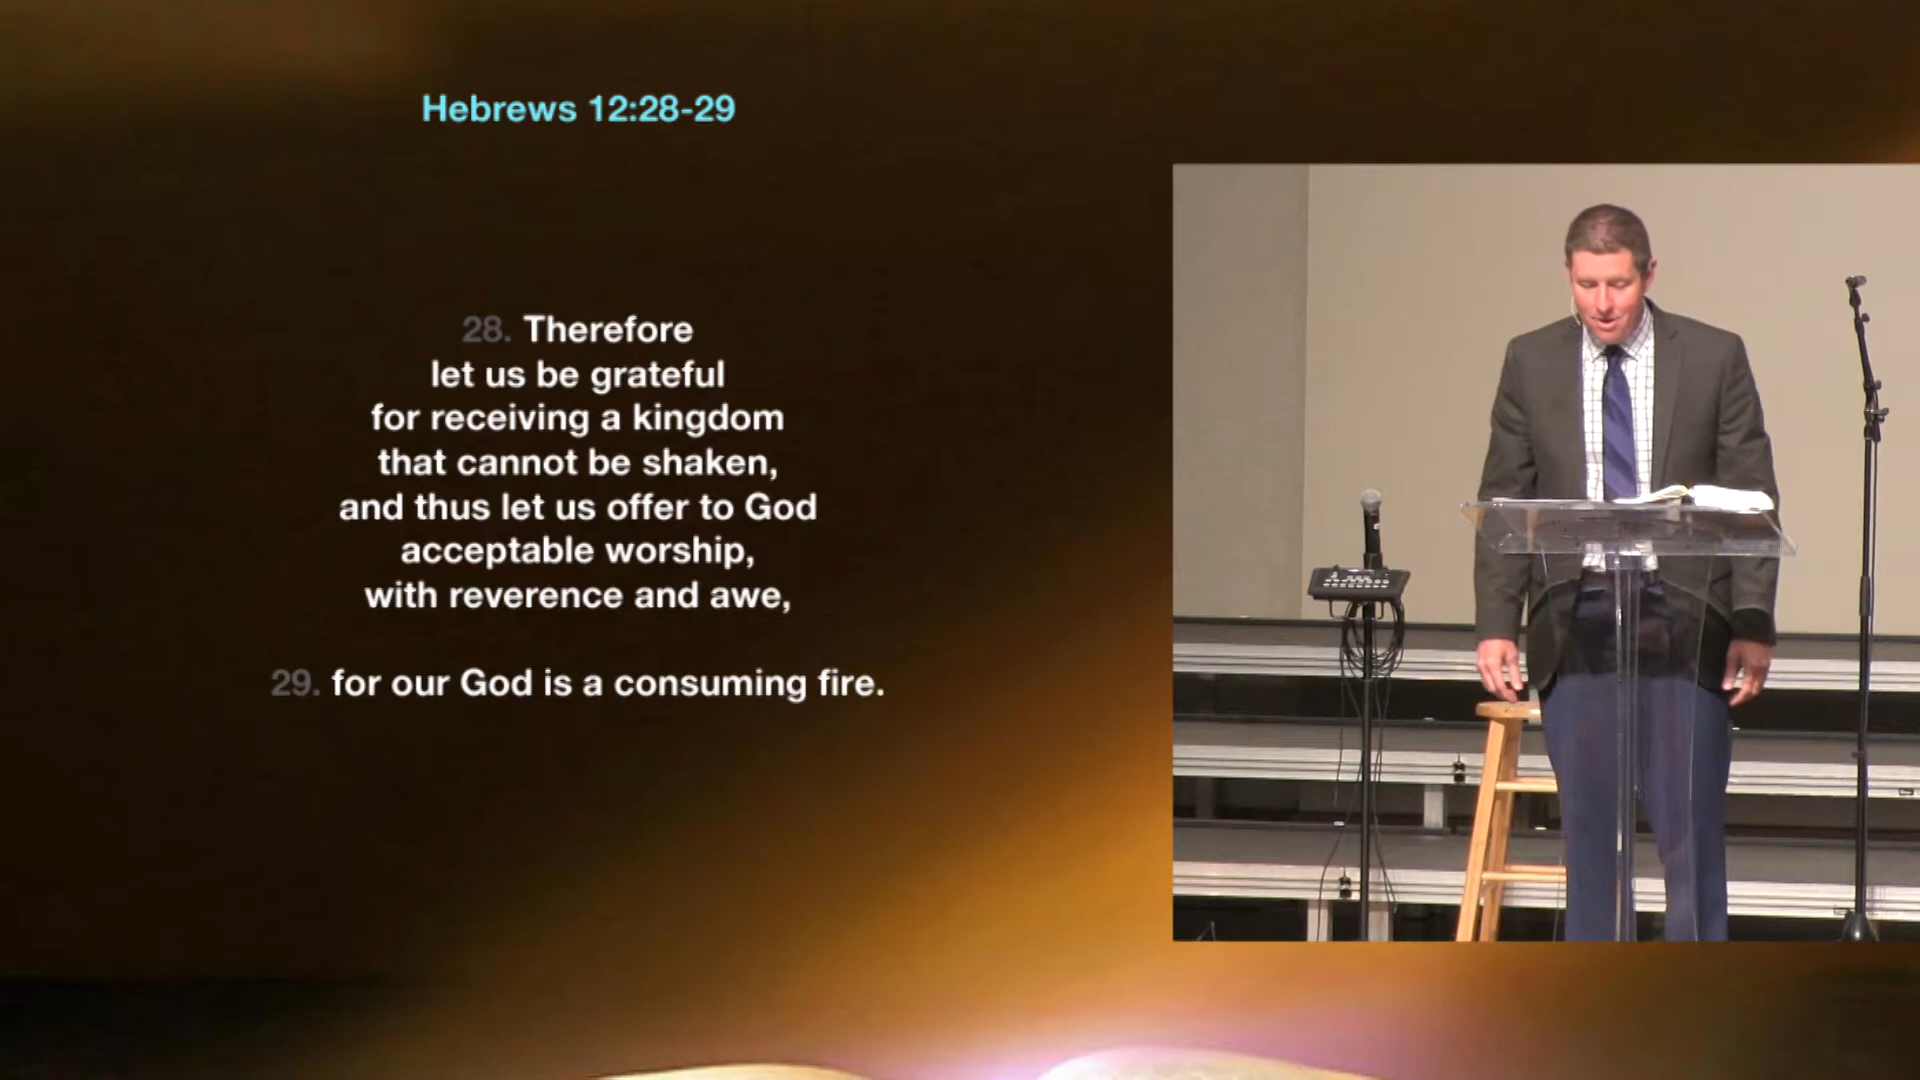 Hebrews 12:28-29
28. Therefore
let us be grateful
for receiving a kingdom
that cannot be shaken,
and thus let us offer to God
acceptable worship,
with reverence and awe,
29. for our God is a consuming fire.